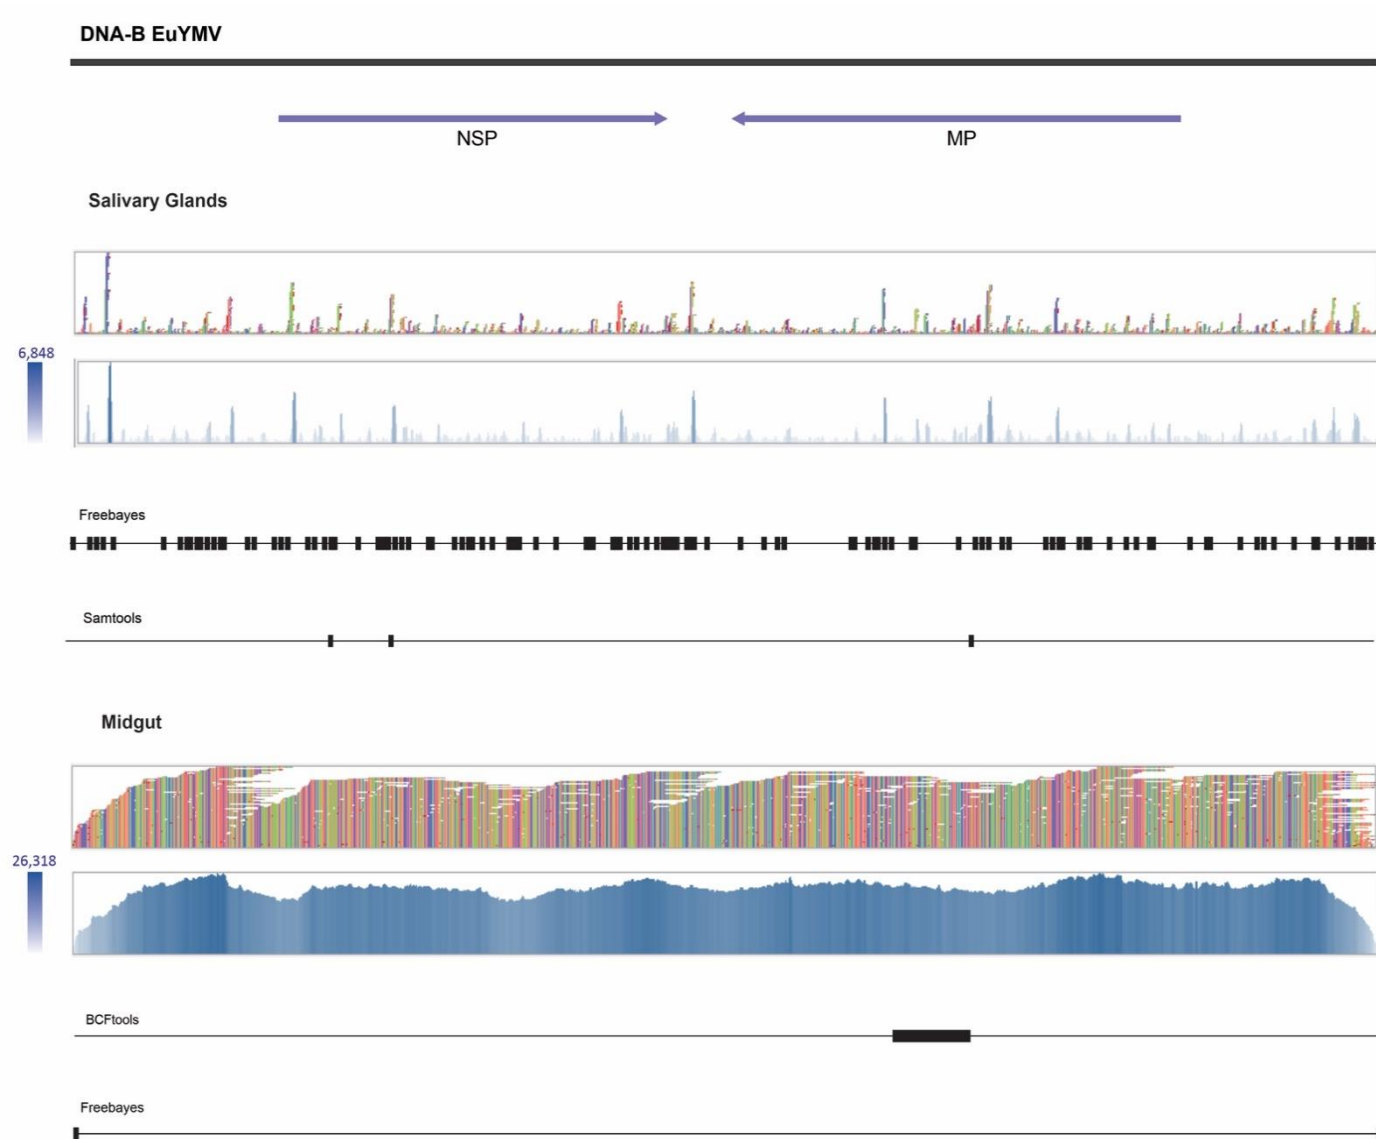 DNA-B EuYMV
NSP
MP
Salivary Glands
6,848
Freebayes
Samtools
Midgut
26,318
BCFtools
Freebayes